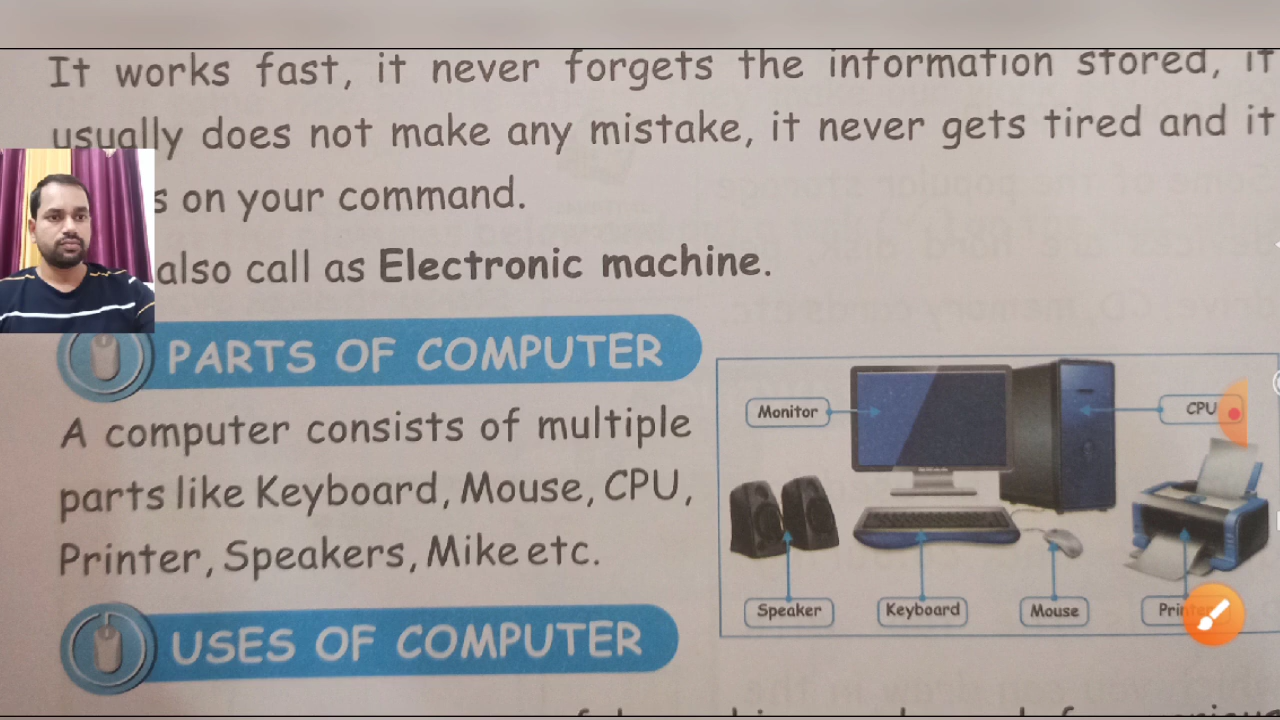 It works fast, it never forgets the information stored, it
usually does not make any mistake, it never gets tired and it
on your command.
also call as Electronic machine.
PARTS OF COMPUTER
A computer consists of multiple
parts like Keyboard, Mouse, CPU,
Printer, Speakers, Mike etc.
Monitor
CPU
Speaker
Keyboard
Mouse
Printer
USES OF COMPUTER